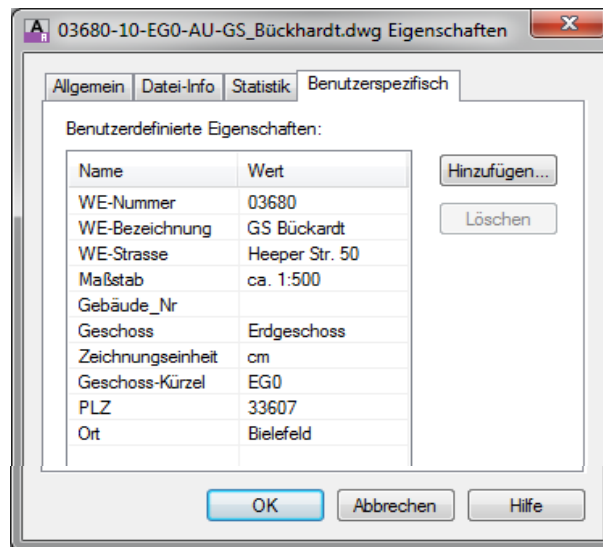 03680-10-EG0-AU-GS_Bückhardt.dwg Eigenschaften
Allgemein Datei-Info Statistik Benutzerspezifisch
Benutzerdefinierte Eigenschaften:
Name Wert Hinzufügen...
WE-Nummer 03680
WE-Bezeichnung GS Bückardt Löschen
WE-Strasse Heeper Str. 50
Maßstab ca. 1:500
Gebäude_Nr
Geschoss Erdgeschoss
Zeichnungseinheit cm
Geschoss-Kürzel EG0
PLZ 33607
Ort Bielefeld
OK Abbrechen Hilfe